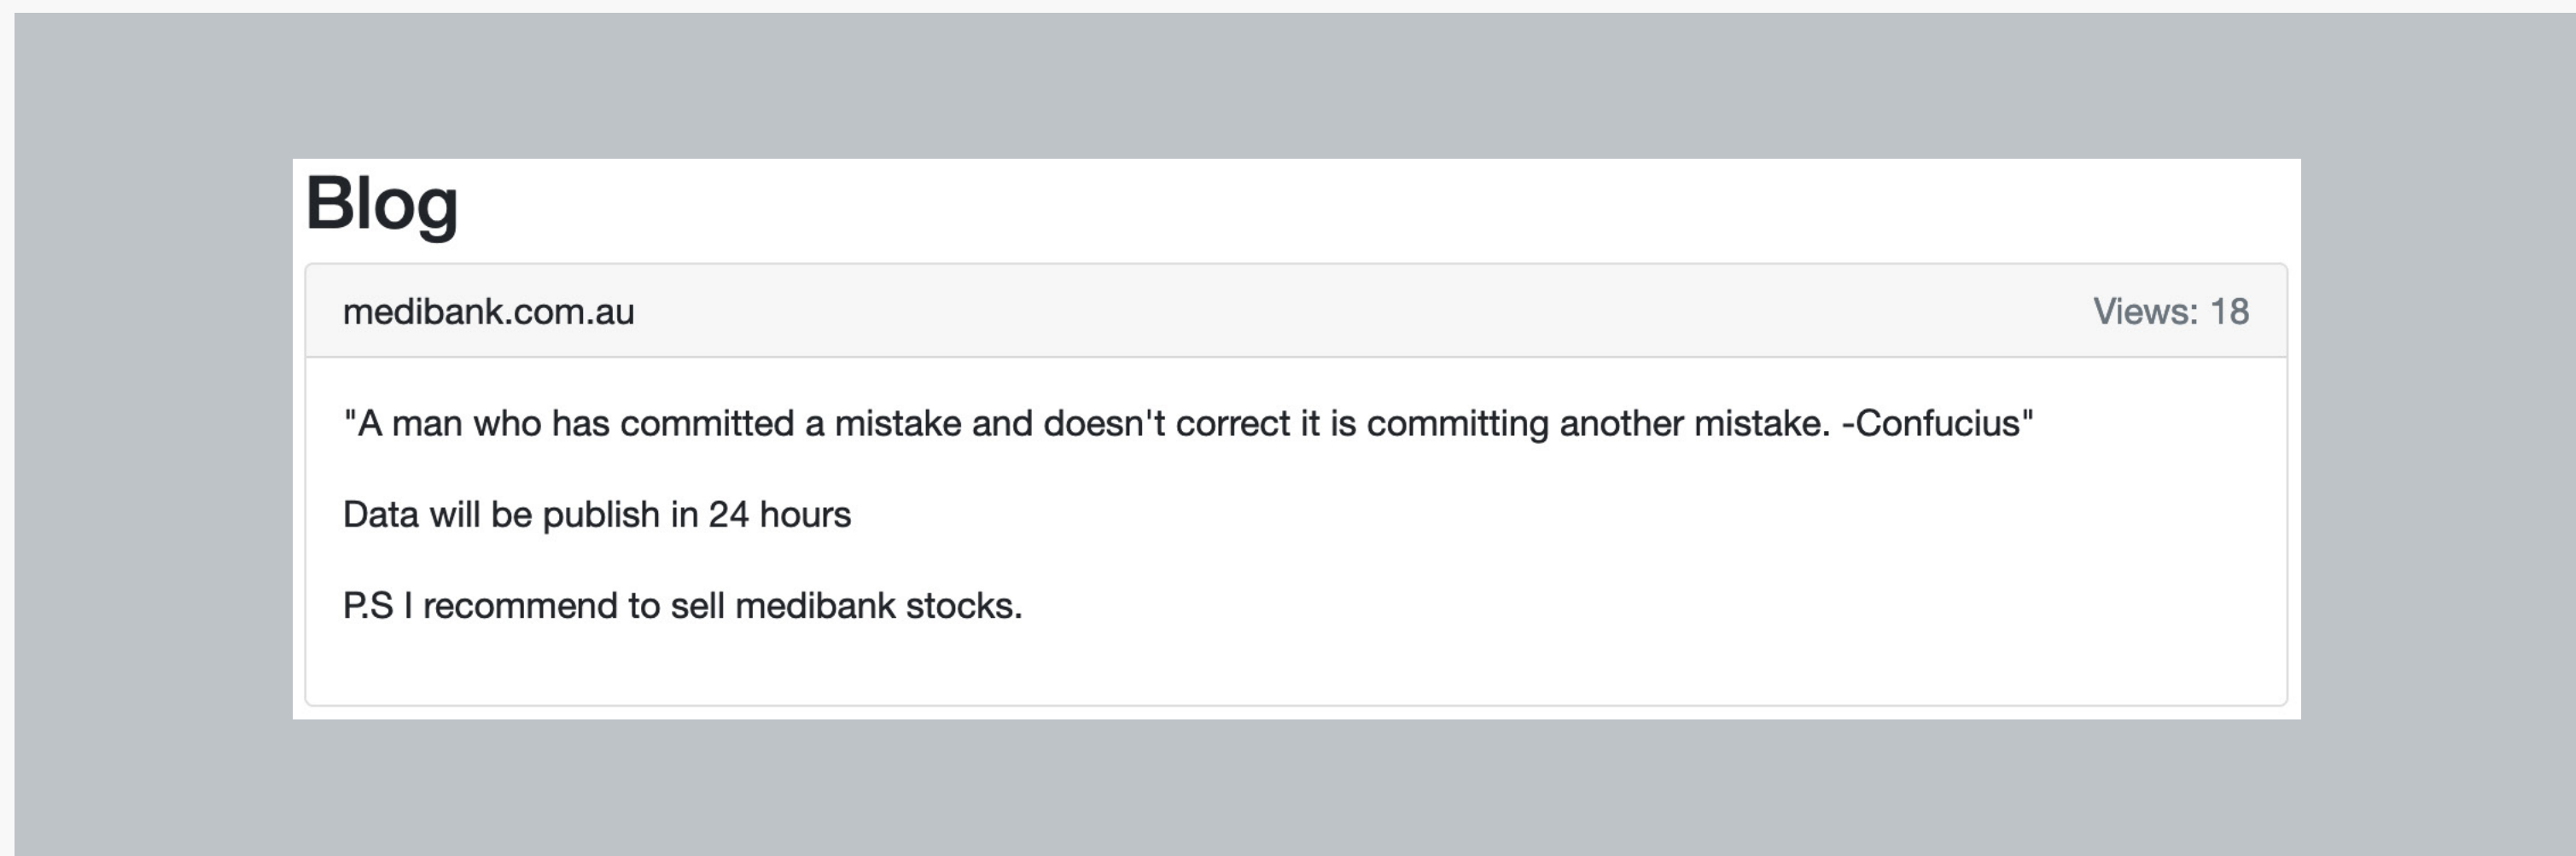 Blog
medibank.com.au
Views: 18
"A man who has committed a mistake and doesn't correct it is committing another mistake. -Confucius"
Data will be publish in 24 hours
P.S I recommend to sell medibank stocks.